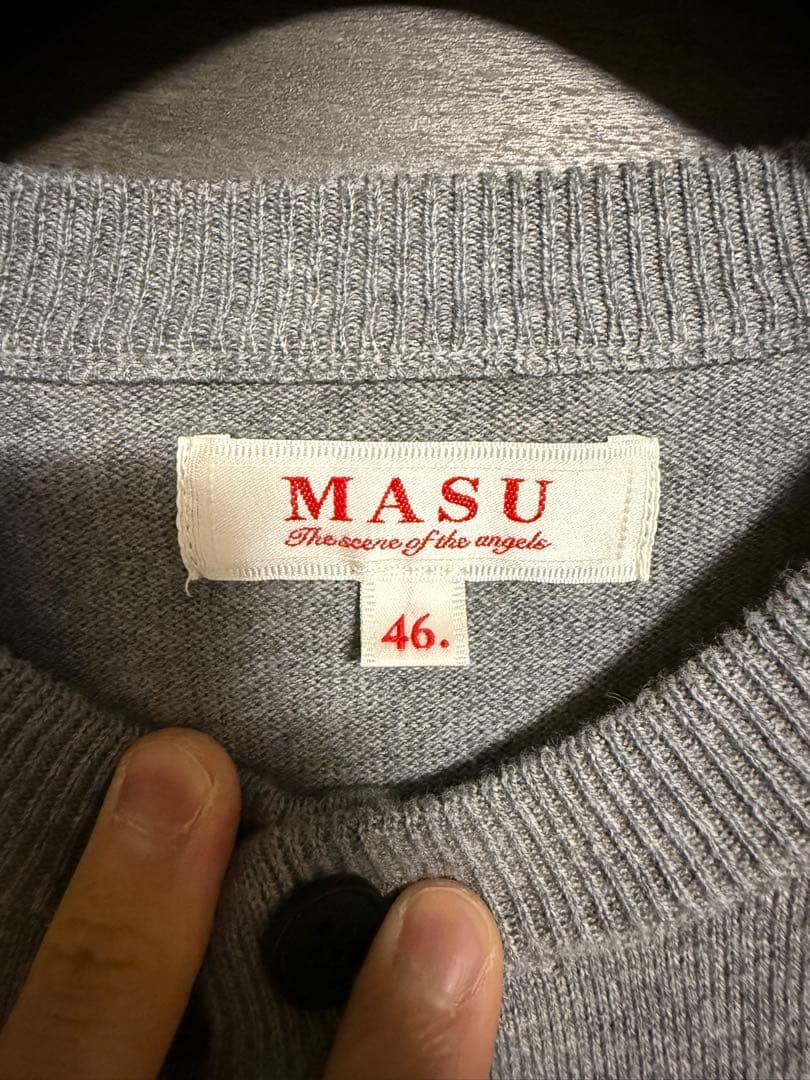 MASU
The scene of the angels
46.